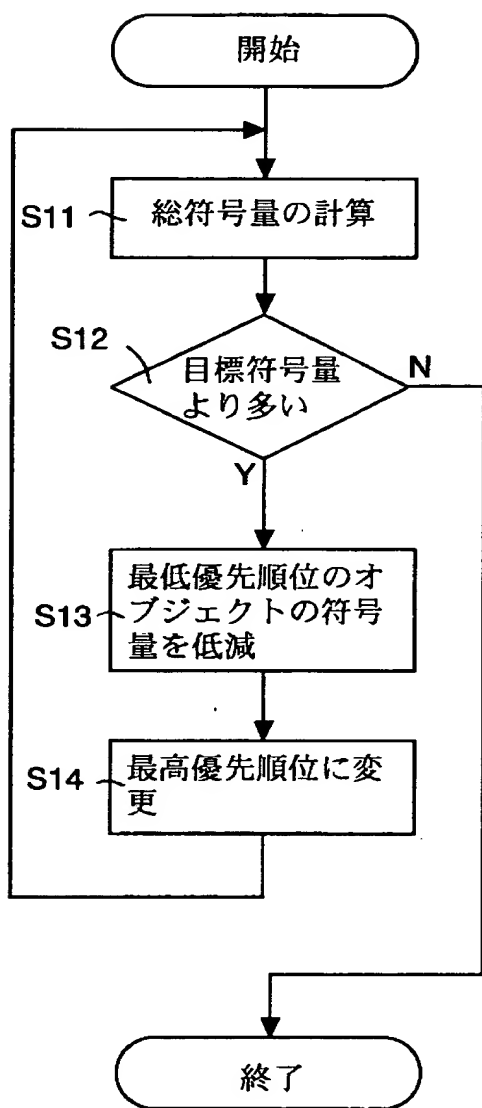 開始
S11
総符号量の計算
S12
目標符号量
より多い
N
Y
S13
最低優先順位のオ
ブジェクトの符号
量を低減
S14
最高優先順位に変
更
終了